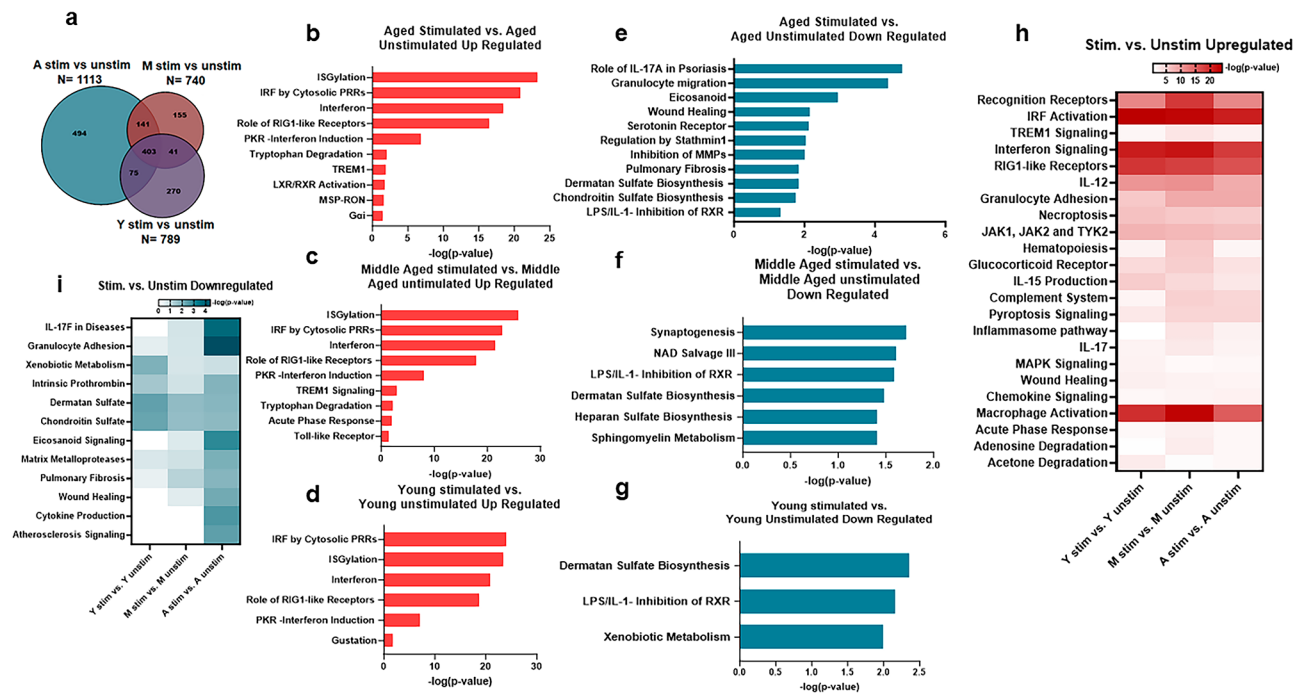 a
A stim vs unstim
N= 1113
M stim vs unstim
N= 740
494
141
155
403
41
75
270
Y stim vs unstim
N= 789
b
Aged Stimulated vs. Aged
Unstimulated Up Regulated
ISGylation
IRF by Cytosolic PRRs
Interferon
Role of RIG1-like Receptors
PKR -Interferon Induction
Tryptophan Degradation
TREM1
LXR/RXR Activation
MSP-RON
Gαi
0 5 10 15 20 25
-log(p-value)
c
Middle Aged stimulated vs. Middle
Aged untimulated Up Regulated
ISGylation
IRF by Cytosolic PRRs
Interferon
Role of RIG1-like Receptors
PKR -Interferon Induction
TREM1 Signaling
Tryptophan Degradation
Acute Phase Response
Toll-like Receptor
0 10 20 30
-log(p-value)
d
Young stimulated vs.
Young unstimulated Up Regulated
IRF by Cytosolic PRRs
ISGylation
Interferon
Role of RIG1-like Receptors
PKR -Interferon Induction
Gustation
0 10 20 30
-log(p-value)
e
Aged Stimulated vs.
Aged Unstimulated Down Regulated
Role of IL-17A in Psoriasis
Granulocyte migration
Eicosanoid
Wound Healing
Serotonin Receptor
Regulation by Stathmin1
Inhibition of MMPs
Pulmonary Fibrosis
Dermatan Sulfate Biosynthesis
Chondroitin Sulfate Biosynthesis
LPS/IL-1- Inhibition of RXR
0 2 4 6
-log(p-value)
f
Middle Aged stimulated vs.
Middle Aged unstimulated
Down Regulated
Synaptogenesis
NAD Salvage III
LPS/IL-1- Inhibition of RXR
Dermatan Sulfate Biosynthesis
Heparan Sulfate Biosynthesis
Sphingomyelin Metabolism
0.0 0.5 1.0 1.5 2.0
-log(p-value)
g
Young stimulated vs.
Young Unstimulated Down Regulated
Dermatan Sulfate Biosynthesis
LPS/IL-1- Inhibition of RXR
Xenobiotic Metabolism
0.0 0.5 1.0 1.5 2.0 2.5
-log(p-value)
h
Stim. vs. Unstim Upregulated
-log(p-value)
5 10 15 20
Recognition Receptors
IRF Activation
TREM1 Signaling
Interferon Signaling
RIG1-like Receptors
IL-12
Granulocyte Adhesion
Necroptosis
JAK1, JAK2 and TYK2
Hematopoiesis
Glucocorticoid Receptor
IL-15 Production
Complement System
Pyroptosis Signaling
Inflammasome pathway
IL-17
MAPK Signaling
Wound Healing
Chemokine Signaling
Macrophage Activation
Acute Phase Response
Adenosine Degradation
Acetone Degradation
Y stim vs. Y unstim
M stim vs. M unstim
A stim vs. A unstim
i
Stim. vs. Unstim Downregulated
-log(p-value)
0 1 2 3 4
IL-17F in Diseases
Granulocyte Adhesion
Xenobiotic Metabolism
Intrinsic Prothrombin
Dermatan Sulfate
Chondroitin Sulfate
Eicosanoid Signaling
Matrix Metalloproteases
Pulmonary Fibrosis
Wound Healing
Cytokine Production
Atherosclerosis Signaling
Y stim vs. Y unstim
M stim vs. M unstim
A stim vs. A unstim